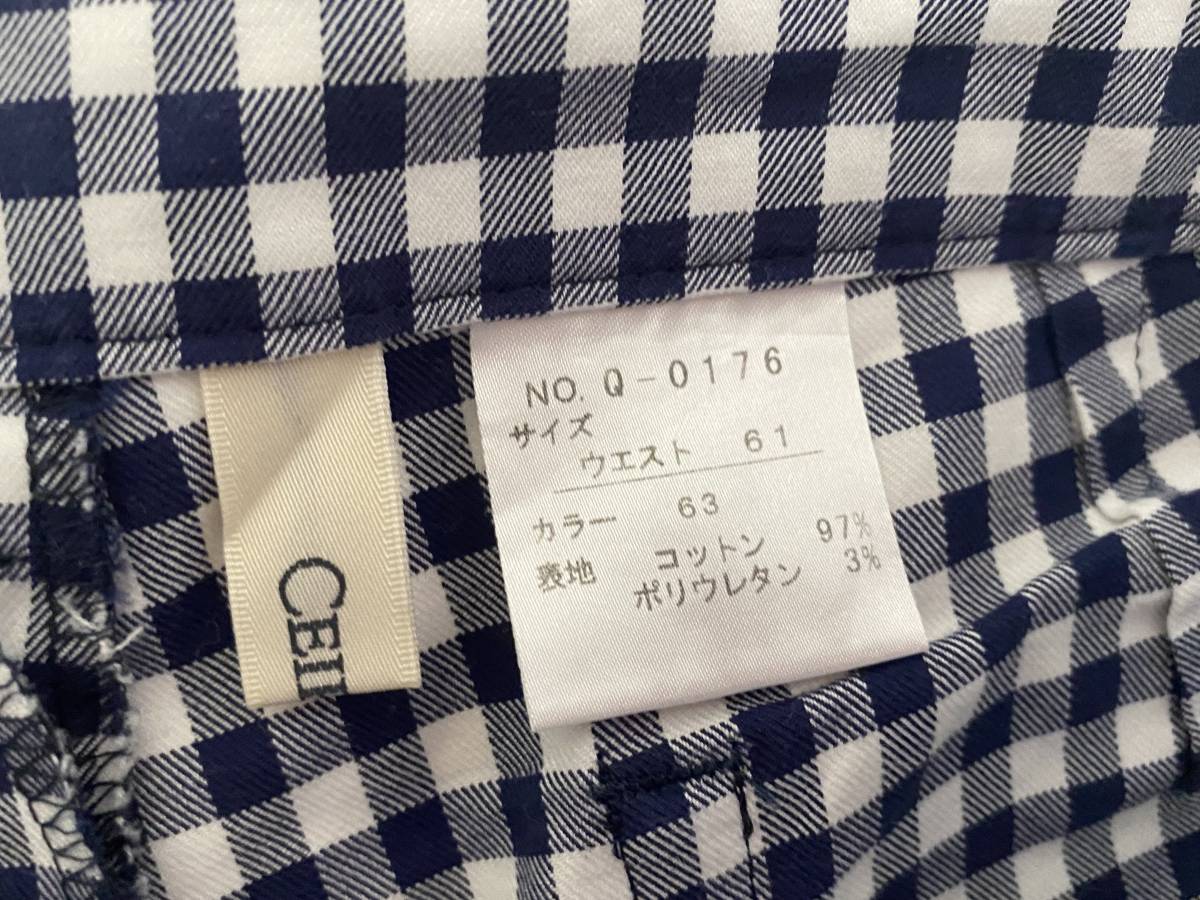 NO. Q-0176
サイズ
ウエスト 61
カラー 63
表地 コットン 97%
ポリウレタン 3%